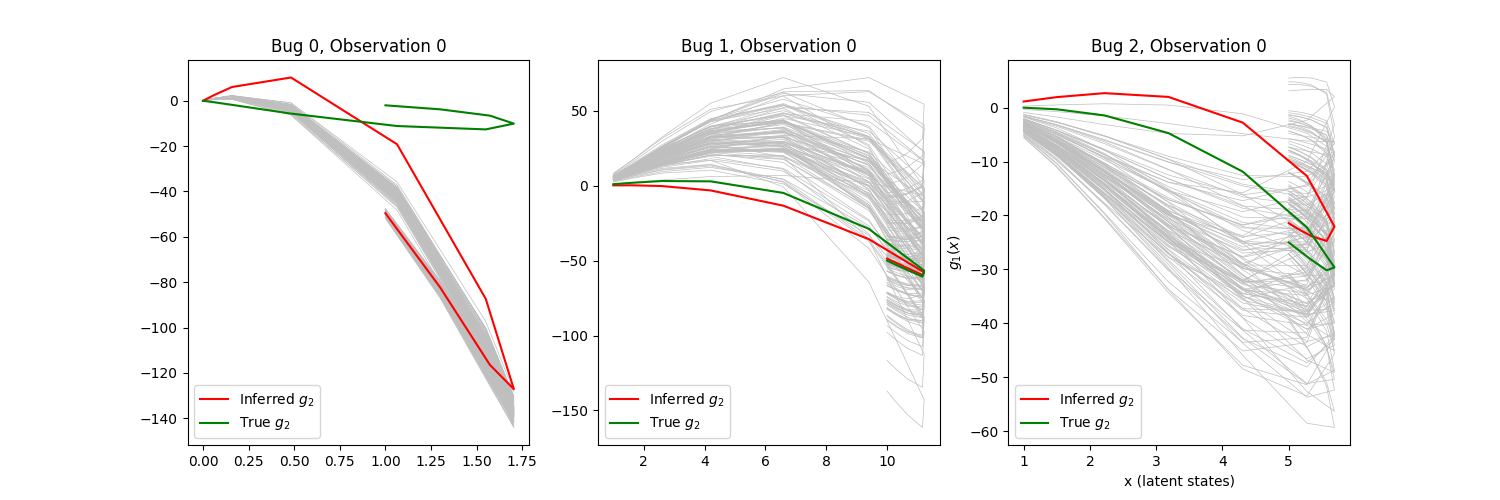 Bug 0, Observation 0
0
−20
−40
−60
−80
−100
−120
−140
0.00 0.25 0.50 0.75 1.00 1.25 1.50 1.75
Inferred g₂
True g₂
Bug 1, Observation 0
50
0
−50
−100
−150
2 4 6 8 10
Inferred g₂
True g₂
Bug 2, Observation 0
g₁(x)
0
−10
−20
−30
−40
−50
−60
1 2 3 4 5
x (latent states)
Inferred g₂
True g₂